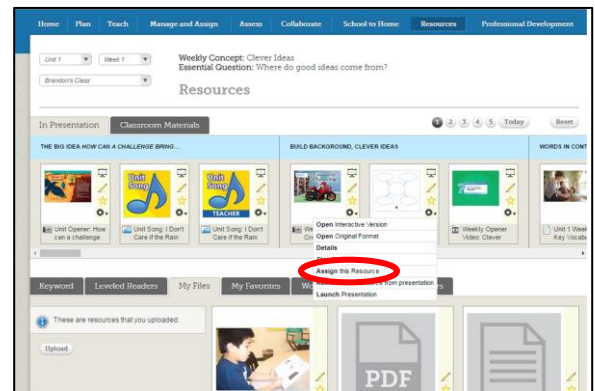 Home Plan Teach Manage and Assign Assess Collaborate School to Home Resources Professional Development
Unit 1 Week 1
Weekly Concept: Clever Ideas
Essential Question: Where do good ideas come from?
Brandon's Class
Resources
In Presentation Classroom Materials 1 2 3 4 5 Today Reset
THE BIG IDEA HOW CAN A CHALLENGE BRING... BUILD BACKGROUND, CLEVER IDEAS WORDS IN CONT
Unit Song
Unit Song
TEACHER
Unit Opener: How can a challenge
Unit Song: I Don't Care if the Rain
Unit Song: I Don't Care if the Rain
Weekly Opener Video: Clever
Unit 1 Week
Key Vocabu
Open Interactive Version
Open Original Format
Details
Assign this Resource
from presentation
Launch Presentation
Keyword Leveled Readers My Files My Favorites
These are resources that you uploaded.
Upload
PDF